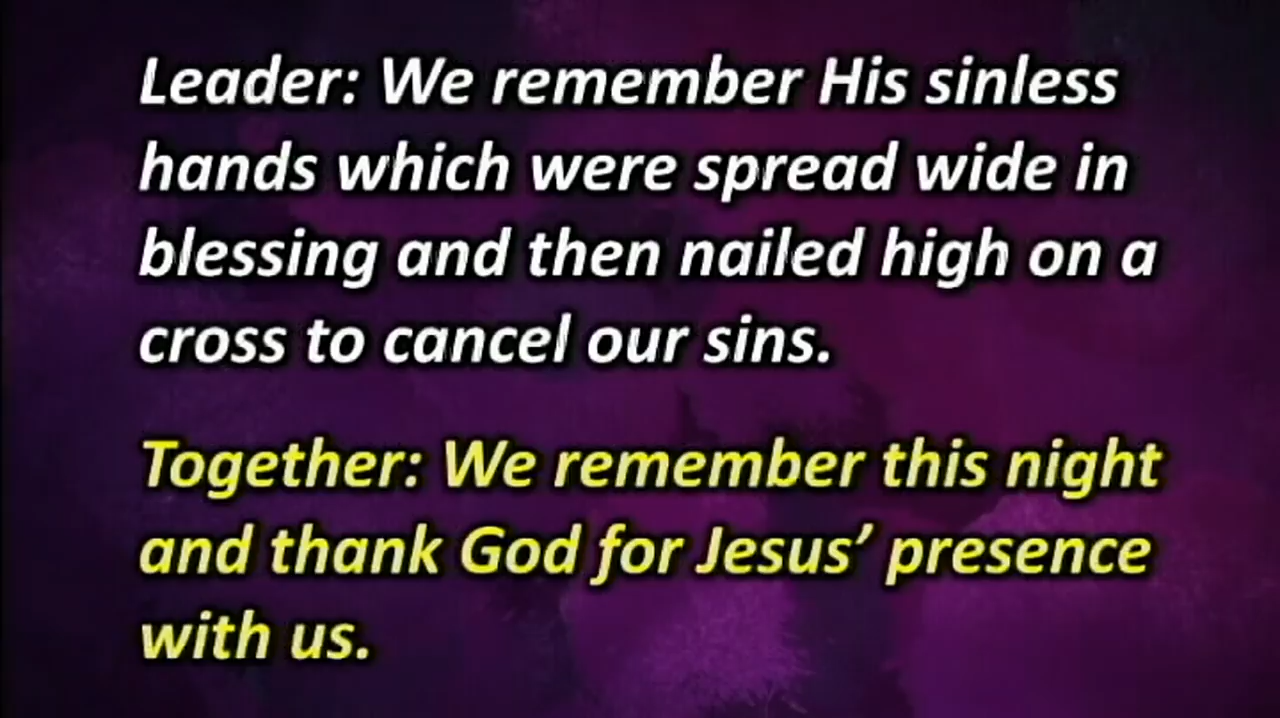 Leader: We remember His sinless
hands which were spread wide in
blessing and then nailed high on a
cross to cancel our sins.
Together: We remember this night
and thank God for Jesus’ presence
with us.